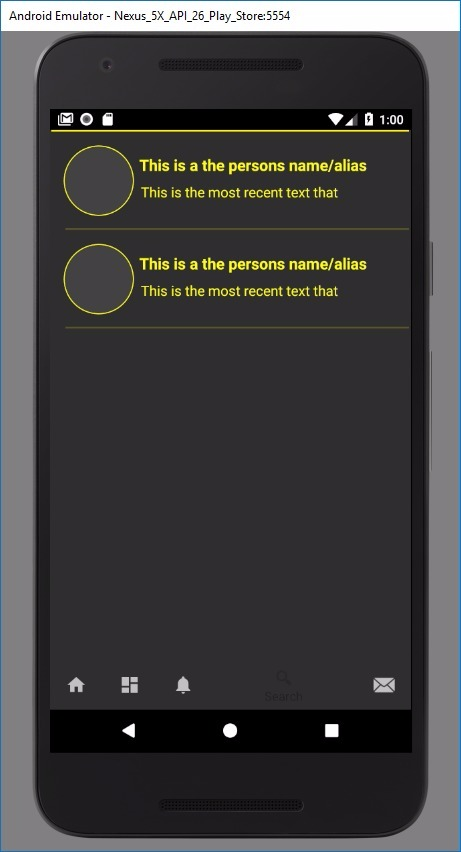 Android Emulator - Nexus_5X_API_26_Play_Store:5554
1:00
This is a the persons name/alias
This is the most recent text that
This is a the persons name/alias
This is the most recent text that
Search